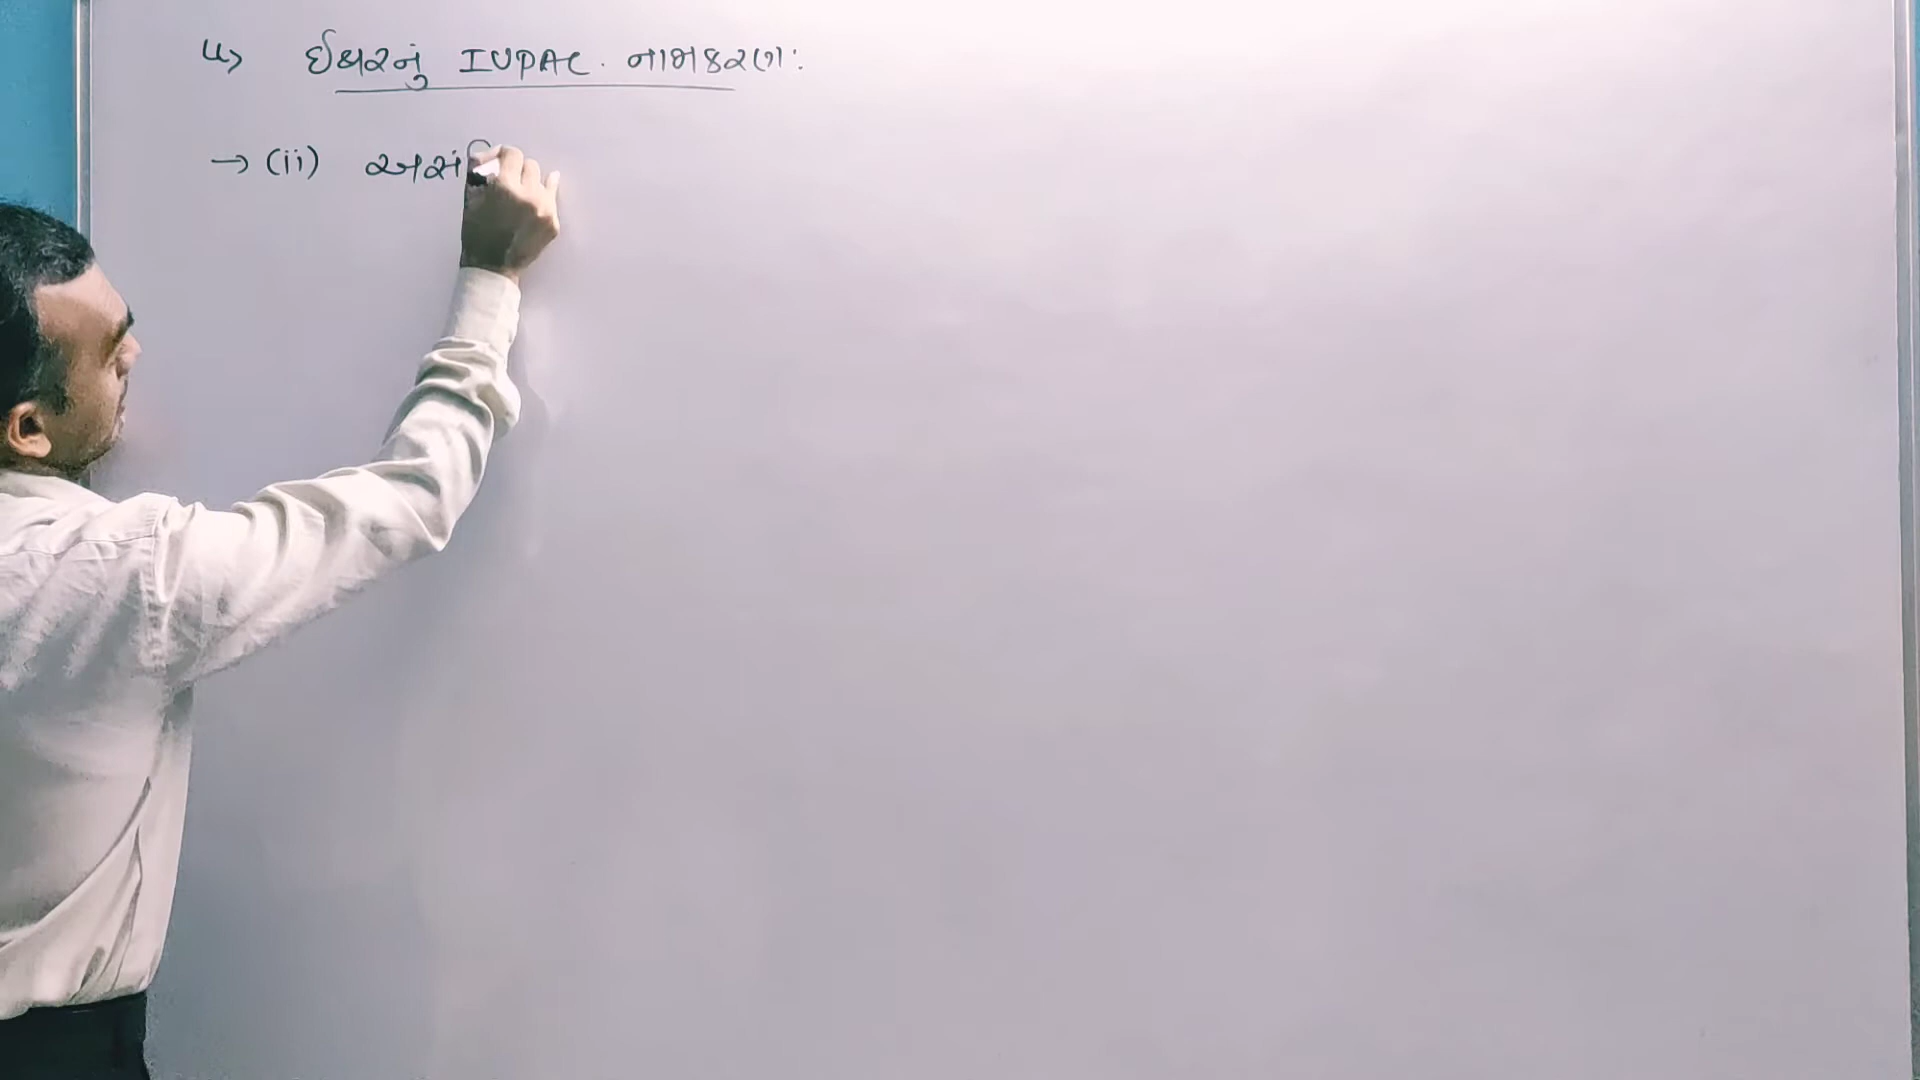 ૫> ઈથરનું IUPAC. નામકરણ:
→ (ii) અસંમિ